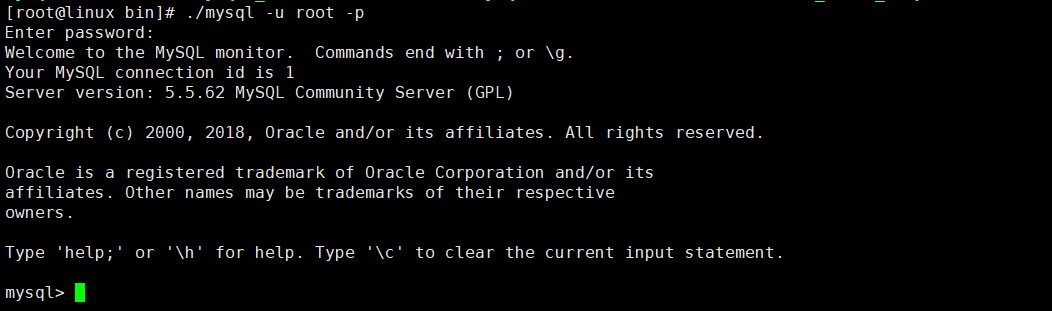 [root@linux bin]# ./mysql -u root -p
Enter password:
Welcome to the MySQL monitor.  Commands end with ; or \g.
Your MySQL connection id is 1
Server version: 5.5.62 MySQL Community Server (GPL)
Copyright (c) 2000, 2018, Oracle and/or its affiliates. All rights reserved.
Oracle is a registered trademark of Oracle Corporation and/or its
affiliates. Other names may be trademarks of their respective
owners.
Type 'help;' or '\h' for help. Type '\c' to clear the current input statement.
mysql>